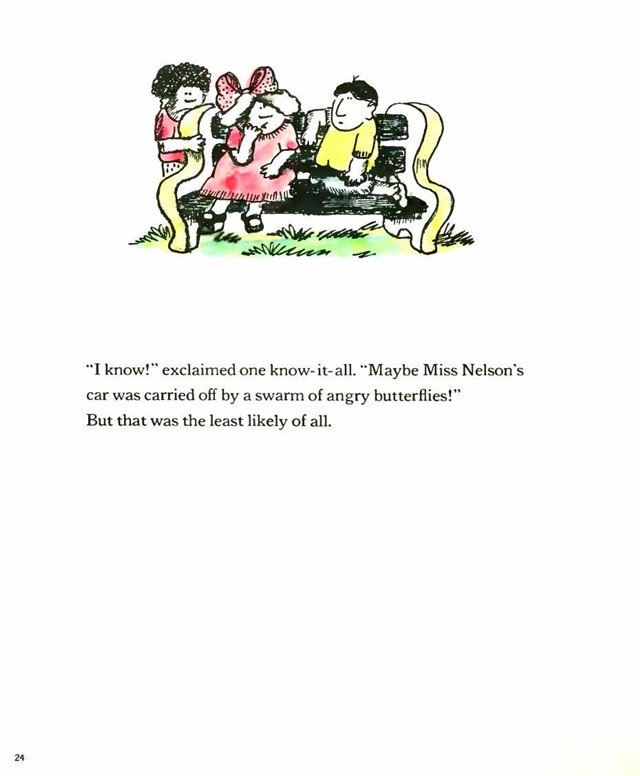 "I know!" exclaimed one know-it-all. "Maybe Miss Nelson's
car was carried off by a swarm of angry butterflies!"
But that was the least likely of all.
24